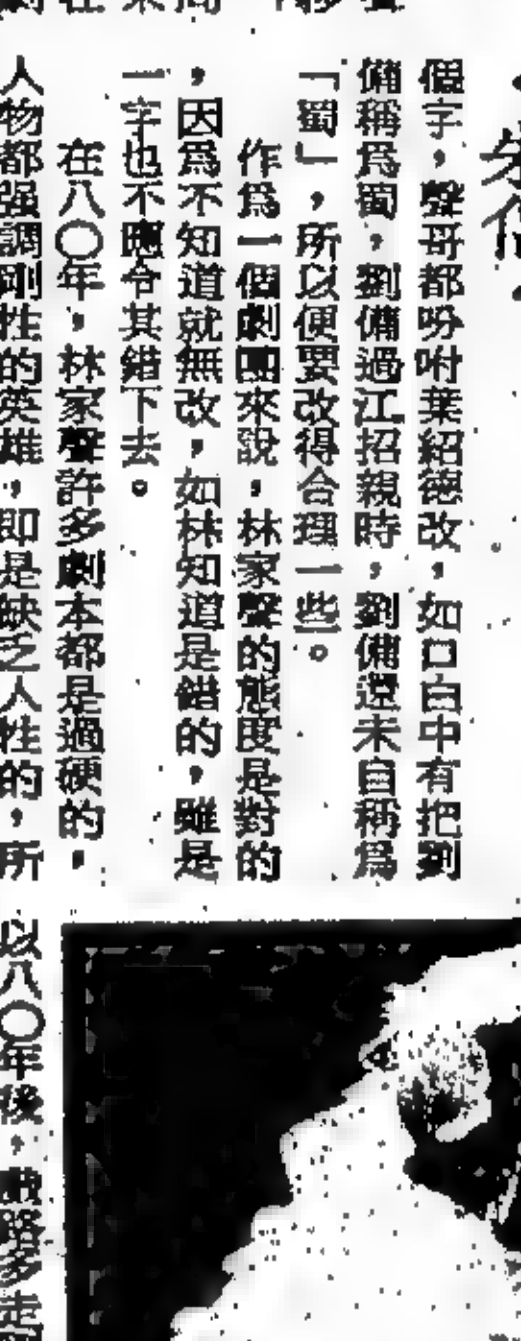 個字，聲哥都吩咐葉紹德改，如口白中有把劉
備稱爲蜀，劉備過江招親時，劉備還未自稱爲
「蜀」，所以便要改得合理一些。
作爲一個劇團來說，林家聲的態度是對的
，因爲不知道就無改，如林知道是錯的，雖是
一字也不應令其錯下去。
在八〇年，林家聲許多劇本都是過硬的，
人物都强調剛性的英雄，即是缺乏人性的，所
以八〇年後，戲路多走